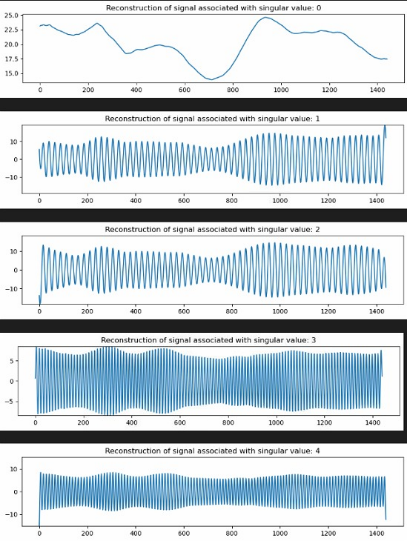 Reconstruction of signal associated with singular value: 0
25.0
22.5
20.0
17.5
15.0
0 200 400 600 800 1000 1200 1400
Reconstruction of signal associated with singular value: 1
10
0
−10
0 200 400 600 800 1000 1200 1400
Reconstruction of signal associated with singular value: 2
10
0
−10
0 200 400 600 800 1000 1200 1400
Reconstruction of signal associated with singular value: 3
5
0
−5
0 200 400 600 800 1000 1200 1400
Reconstruction of signal associated with singular value: 4
10
0
−10
0 200 400 600 800 1000 1200 1400